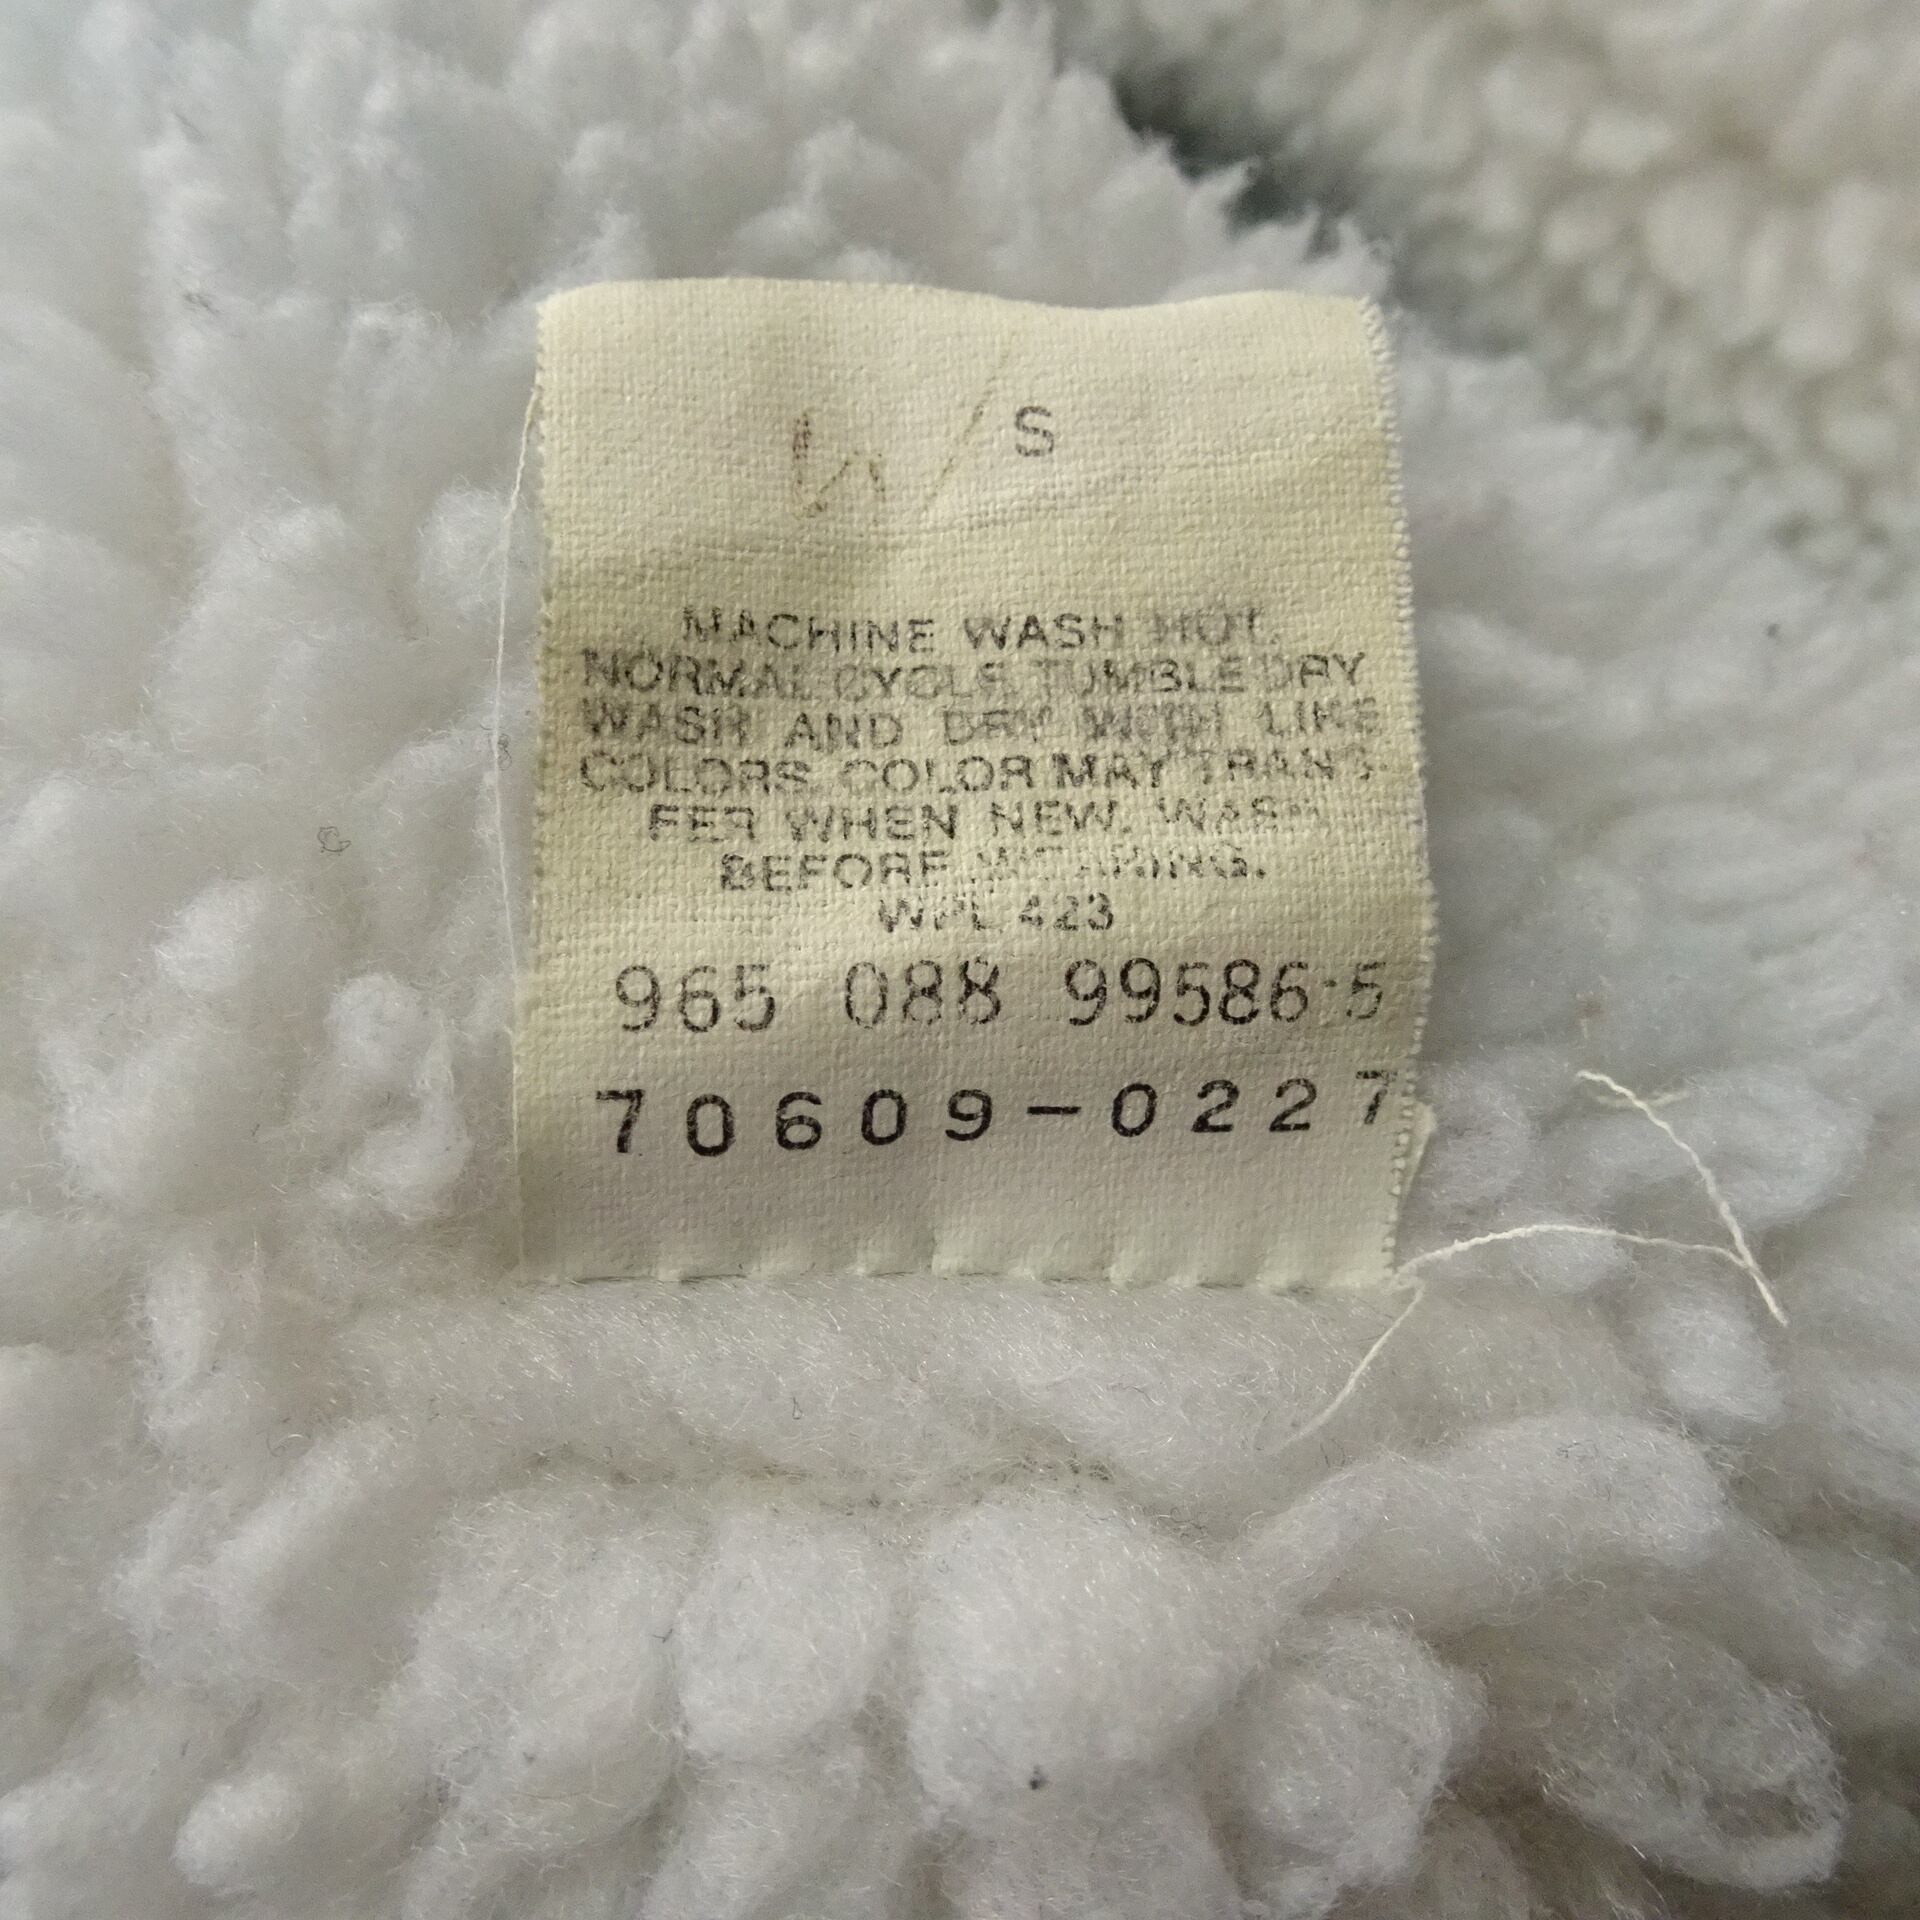 W/ S
MACHINE WASH HOT,
NORMAL CYCLE, TUMBLE DRY
WASH AND DRY WITH LIKE
COLORS. COLOR MAY TRANS-
FER WHEN NEW. WASH
BEFORE WEARING.
WPL 423
965 088 99586-5
70609-0227